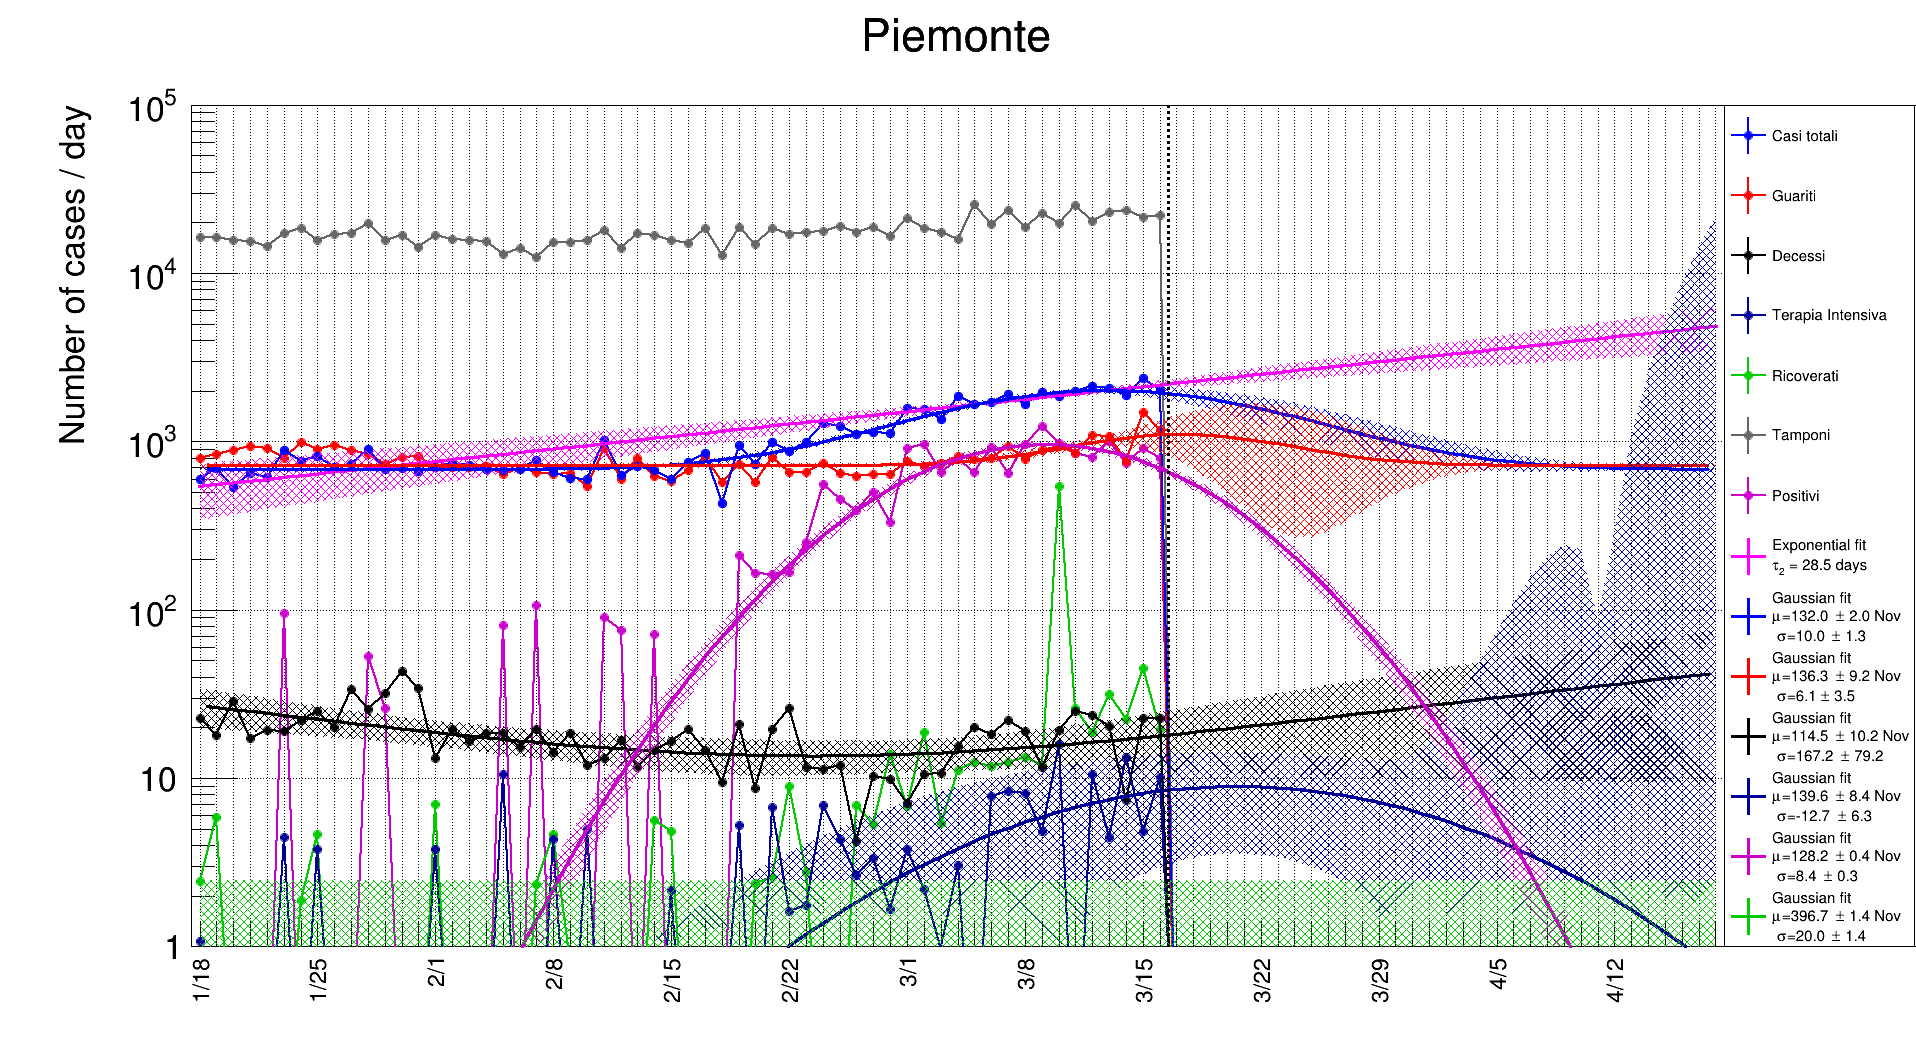 Piemonte
Number of cases / day
10^5
10^4
10^3
10^2
10
1
1/18
1/25
2/1
2/8
2/15
2/22
3/1
3/8
3/15
3/22
3/29
4/5
4/12
Casi totali
Guariti
Decessi
Terapia Intensiva
Ricoverati
Tamponi
Positivi
Exponential fit
τ₂ = 28.5 days
Gaussian fit
μ=132.0 ± 2.0 Nov
σ=10.0 ± 1.3
Gaussian fit
μ=136.3 ± 9.2 Nov
σ=6.1 ± 3.5
Gaussian fit
μ=114.5 ± 10.2 Nov
σ=167.2 ± 79.2
Gaussian fit
μ=139.6 ± 8.4 Nov
σ=-12.7 ± 6.3
Gaussian fit
μ=128.2 ± 0.4 Nov
σ=8.4 ± 0.3
Gaussian fit
μ=396.7 ± 1.4 Nov
σ=20.0 ± 1.4